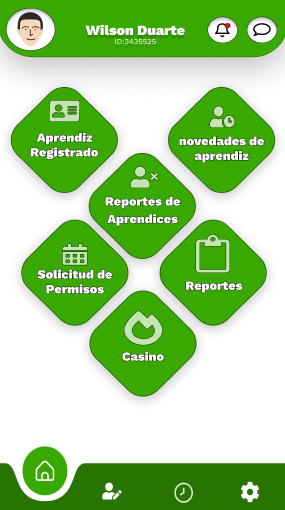 Wilson Duarte
ID:3435525
Aprendiz
Registrado
novedades de
aprendiz
Reportes de
Aprendices
Solicitud de
Permisos
Reportes
Casino